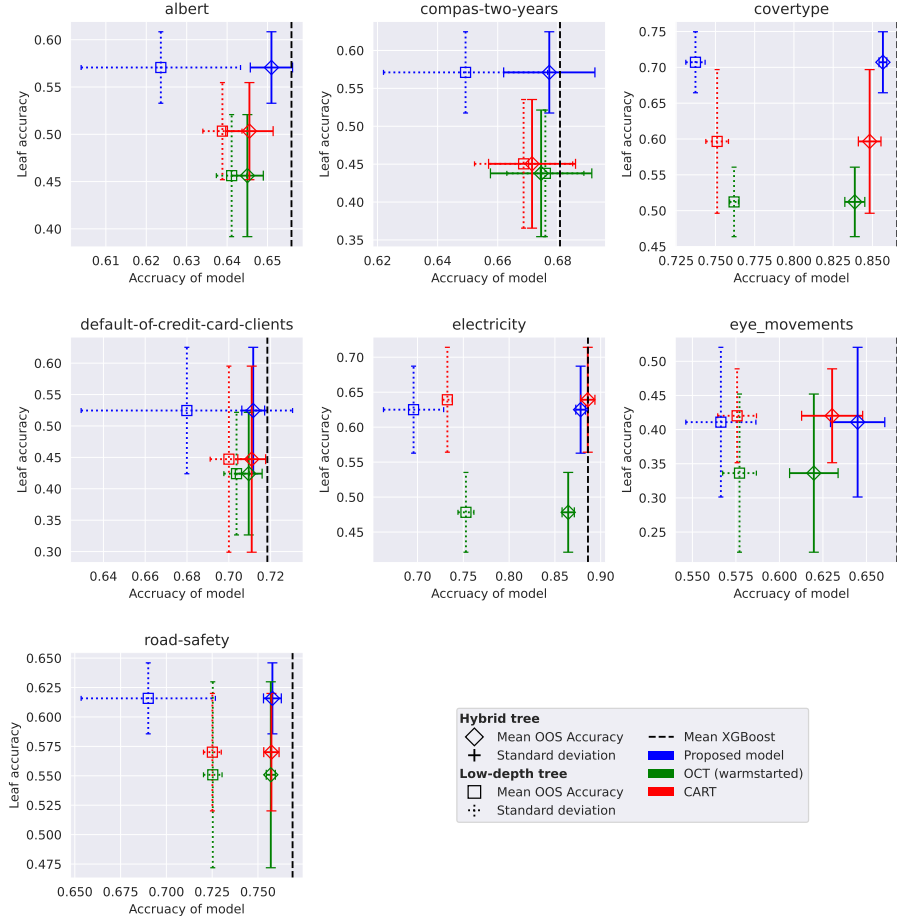 albert
compas-two-years
covertype
0.60
0.55
0.50
0.45
0.40
Leaf accuracy
0.61 0.62 0.63 0.64 0.65
Accruacy of model
0.60
0.55
0.50
0.45
0.40
0.35
Leaf accuracy
0.62 0.64 0.66 0.68
Accruacy of model
0.75
0.70
0.65
0.60
0.55
0.50
0.45
Leaf accuracy
0.725 0.750 0.775 0.800 0.825 0.850
Accruacy of model
default-of-credit-card-clients
electricity
eye_movements
0.60
0.55
0.50
0.45
0.40
0.35
0.30
Leaf accuracy
0.64 0.66 0.68 0.70 0.72
Accruacy of model
0.70
0.65
0.60
0.55
0.50
0.45
Leaf accuracy
0.70 0.75 0.80 0.85 0.90
Accruacy of model
0.50
0.45
0.40
0.35
0.30
0.25
Leaf accuracy
0.550 0.575 0.600 0.625 0.650
Accruacy of model
road-safety
0.650
0.625
0.600
0.575
0.550
0.525
0.500
0.475
Leaf accuracy
0.650 0.675 0.700 0.725 0.750
Accruacy of model
Hybrid tree
Mean OOS Accuracy
Standard deviation
Low-depth tree
Mean OOS Accuracy
Standard deviation
Mean XGBoost
Proposed model
OCT (warmstarted)
CART